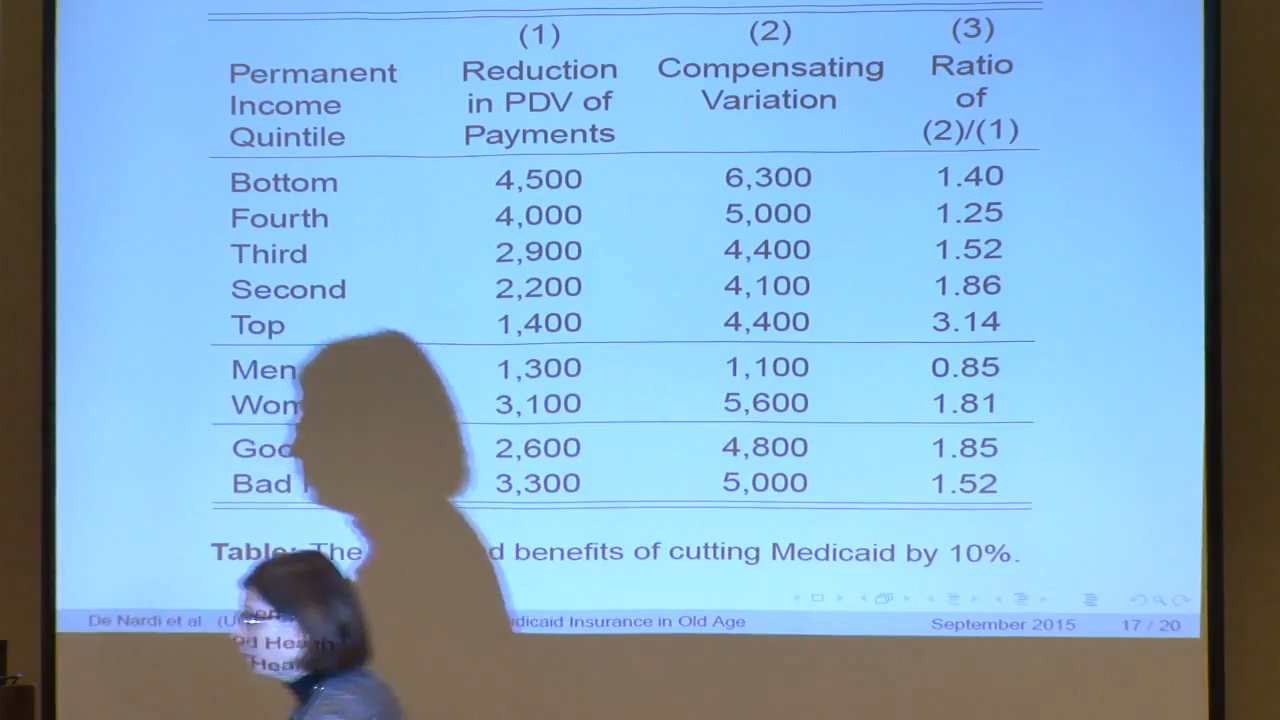 (1) (2) (3)
Permanent Reduction Compensating Ratio
Income in PDV of Variation of
Quintile Payments (2)/(1)
Bottom 4,500 6,300 1.40
Fourth 4,000 5,000 1.25
Third 2,900 4,400 1.52
Second 2,200 4,100 1.86
Top 1,400 4,400 3.14
Men 1,300 1,100 0.85
3,100 5,600 1.81
2,600 4,800 1.85
Bad 3,300 5,000 1.52
Table: The d benefits of cutting Medicaid by 10%.
De Nardi et al (U dicaid Insurance in Old Age September 2015 17 / 20
d Health
Heal